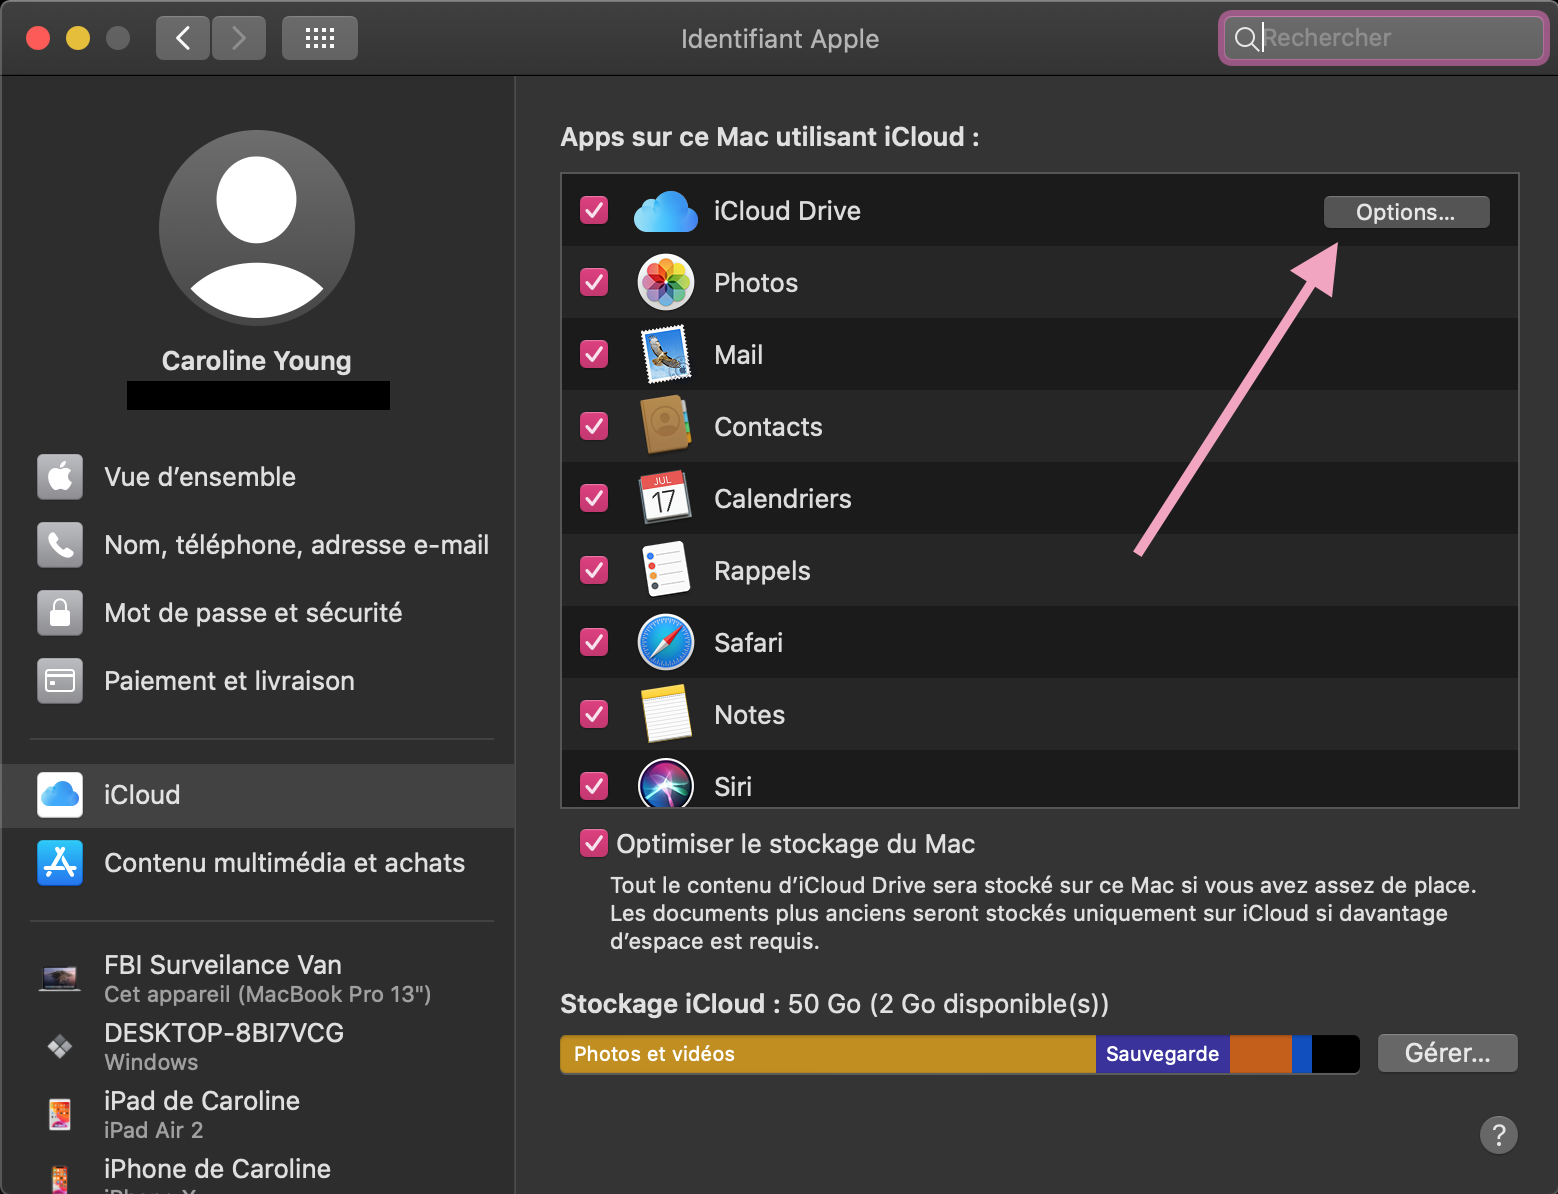 Identifiant Apple
Rechercher
Caroline Young
Vue d’ensemble
Nom, téléphone, adresse e-mail
Mot de passe et sécurité
Paiement et livraison
iCloud
Contenu multimédia et achats
FBI Surveilance Van
Cet appareil (MacBook Pro 13")
DESKTOP-8BI7VCG
Windows
iPad de Caroline
iPad Air 2
iPhone de Caroline
iPhone X
Apps sur ce Mac utilisant iCloud :
iCloud Drive
Options...
Photos
Mail
Contacts
JUL
17
Calendriers
Rappels
Safari
Notes
Siri
Optimiser le stockage du Mac
Tout le contenu d’iCloud Drive sera stocké sur ce Mac si vous avez assez de place.
Les documents plus anciens seront stockés uniquement sur iCloud si davantage
d’espace est requis.
Stockage iCloud : 50 Go (2 Go disponible(s))
Photos et vidéos
Sauvegarde
Gérer...
?